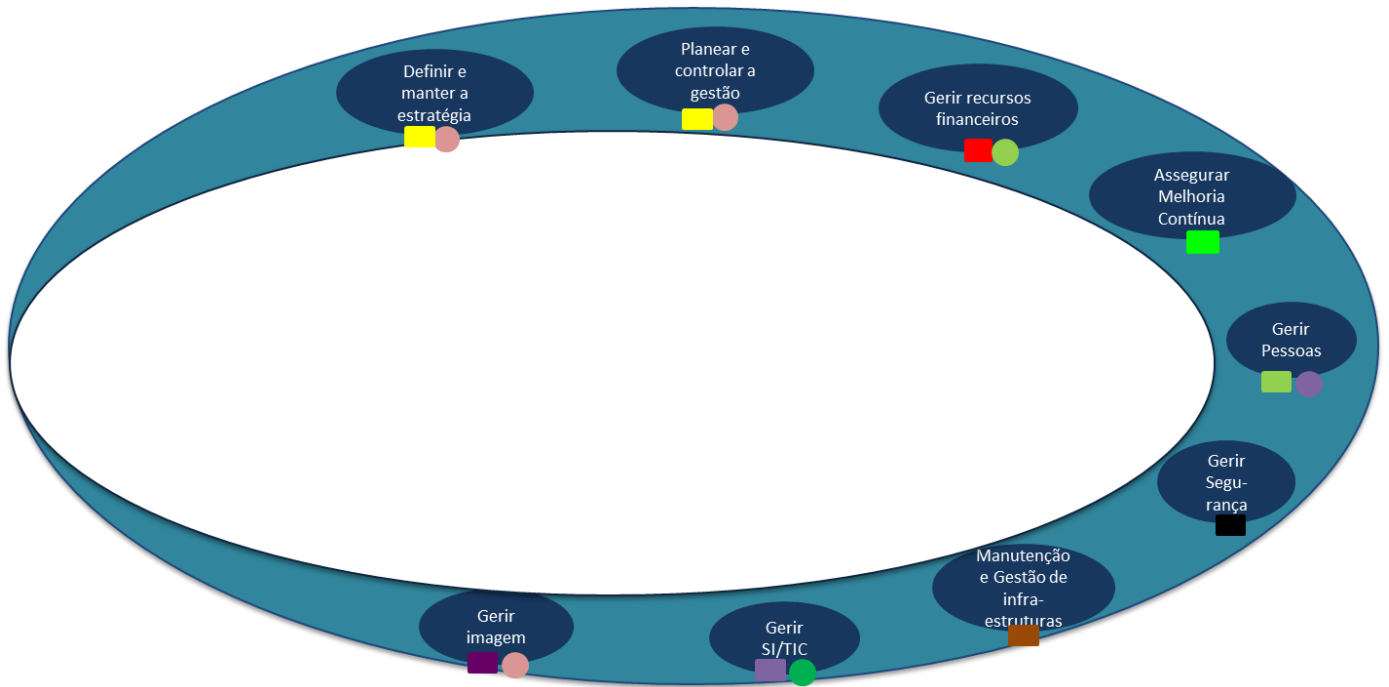 Definir e
manter a
estratégia
Planear e
controlar a
gestão
Gerir recursos
financeiros
Assegurar
Melhoria
Contínua
Gerir
Pessoas
Gerir
Segu-
rança
Manutenção
e Gestão de
infra-
estruturas
Gerir
SI/TIC
Gerir
imagem